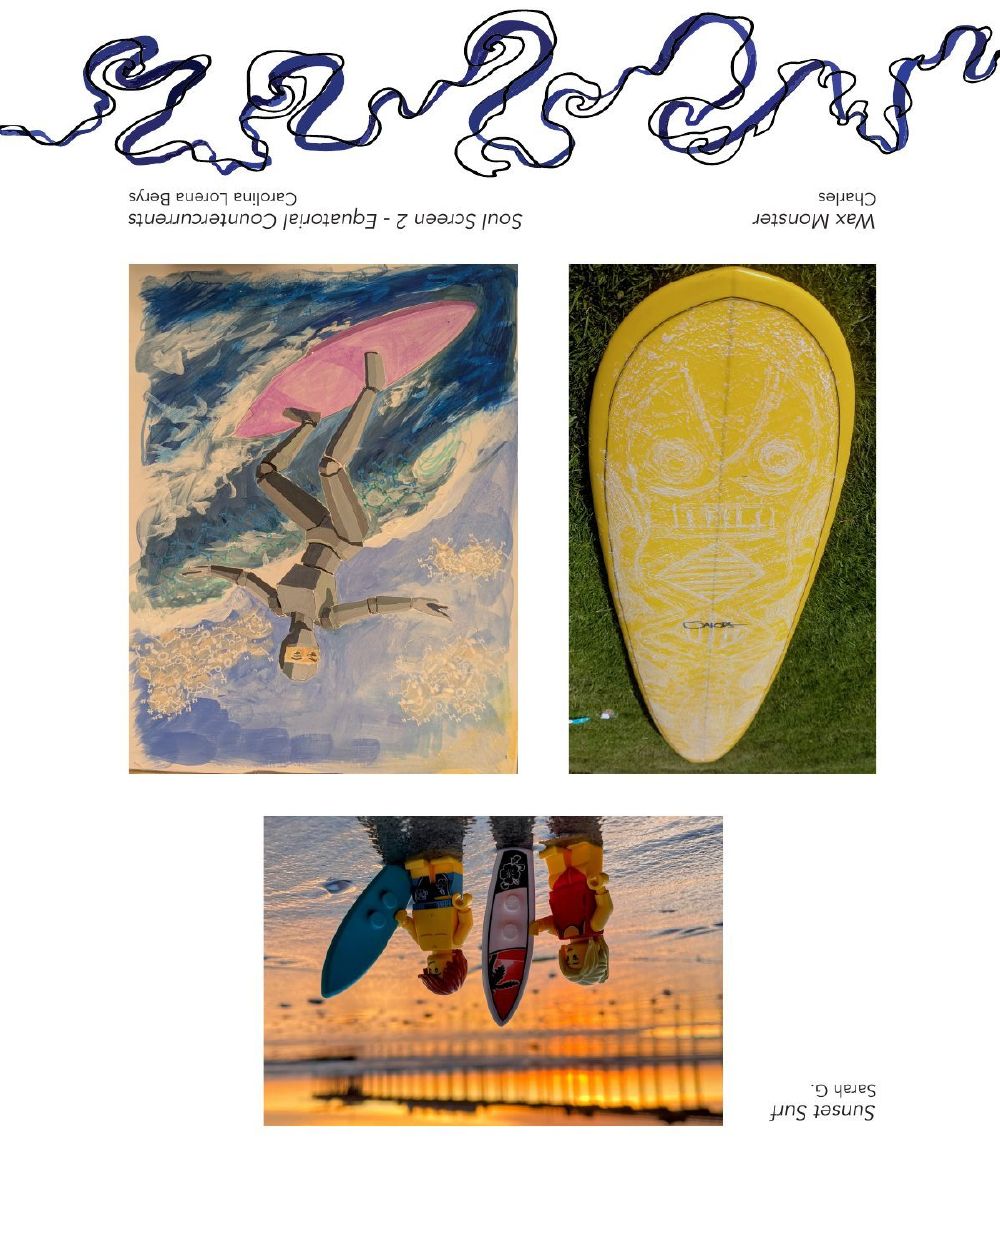 Sunset Surf
Sarah G.
Wax Monster
Charles
Soul Screen 2 - Equatorial Countercurrents
Carolina Lorena Berys